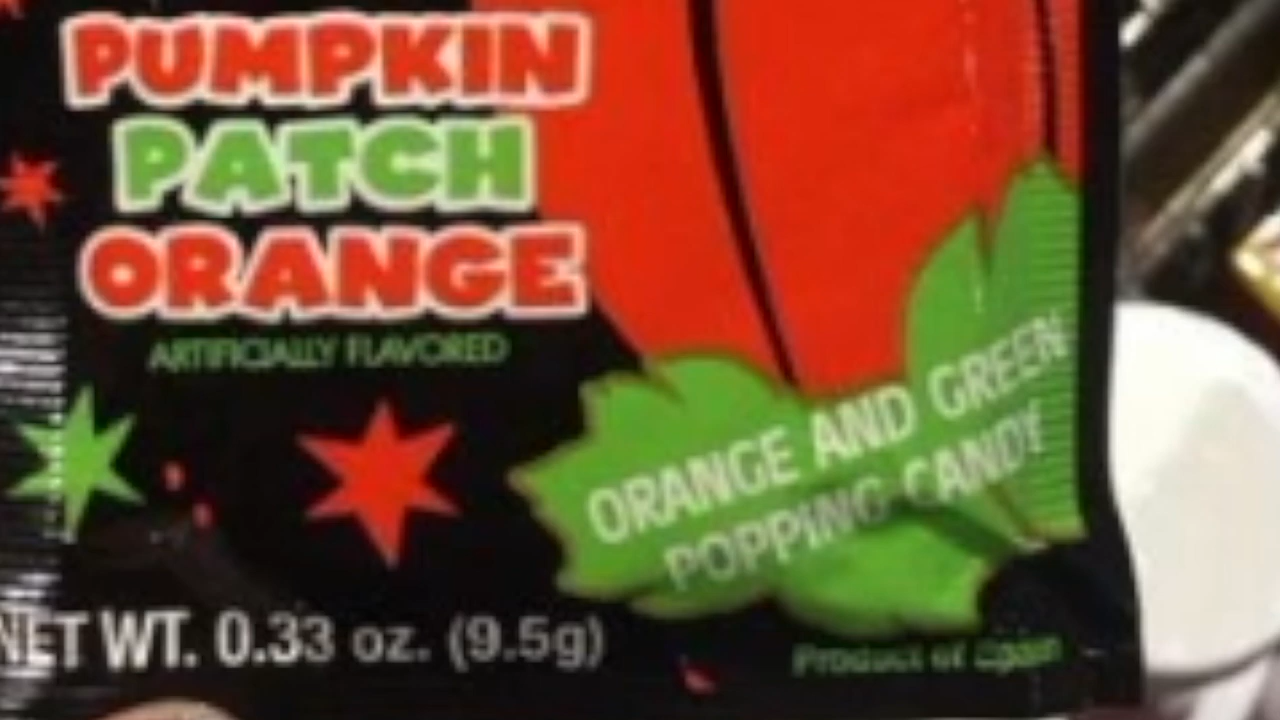 PUMPKIN
PATCH
ORANGE
ARTIFICIALLY FLAVORED
ORANGE AND GREEN
POPPING CANDY
NET WT. 0.33 oz. (9.5g)
Product of Spain